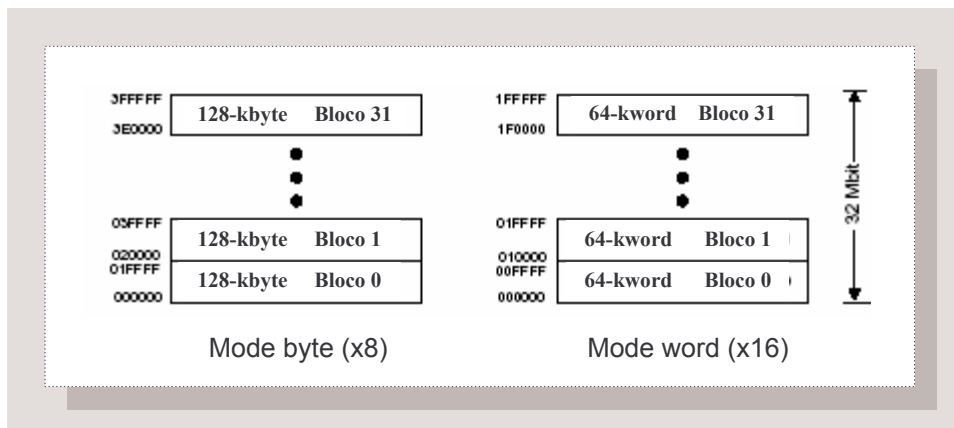 3FFFFF
128-kbyte Bloco 31
3E0000
03FFFF
128-kbyte Bloco 1
020000
01FFFF
128-kbyte Bloco 0
000000
Mode byte (x8)
1FFFFF
64-kword Bloco 31
1F0000
01FFFF
64-kword Bloco 1
010000
00FFFF
64-kword Bloco 0
000000
Mode word (x16)
32 Mbit